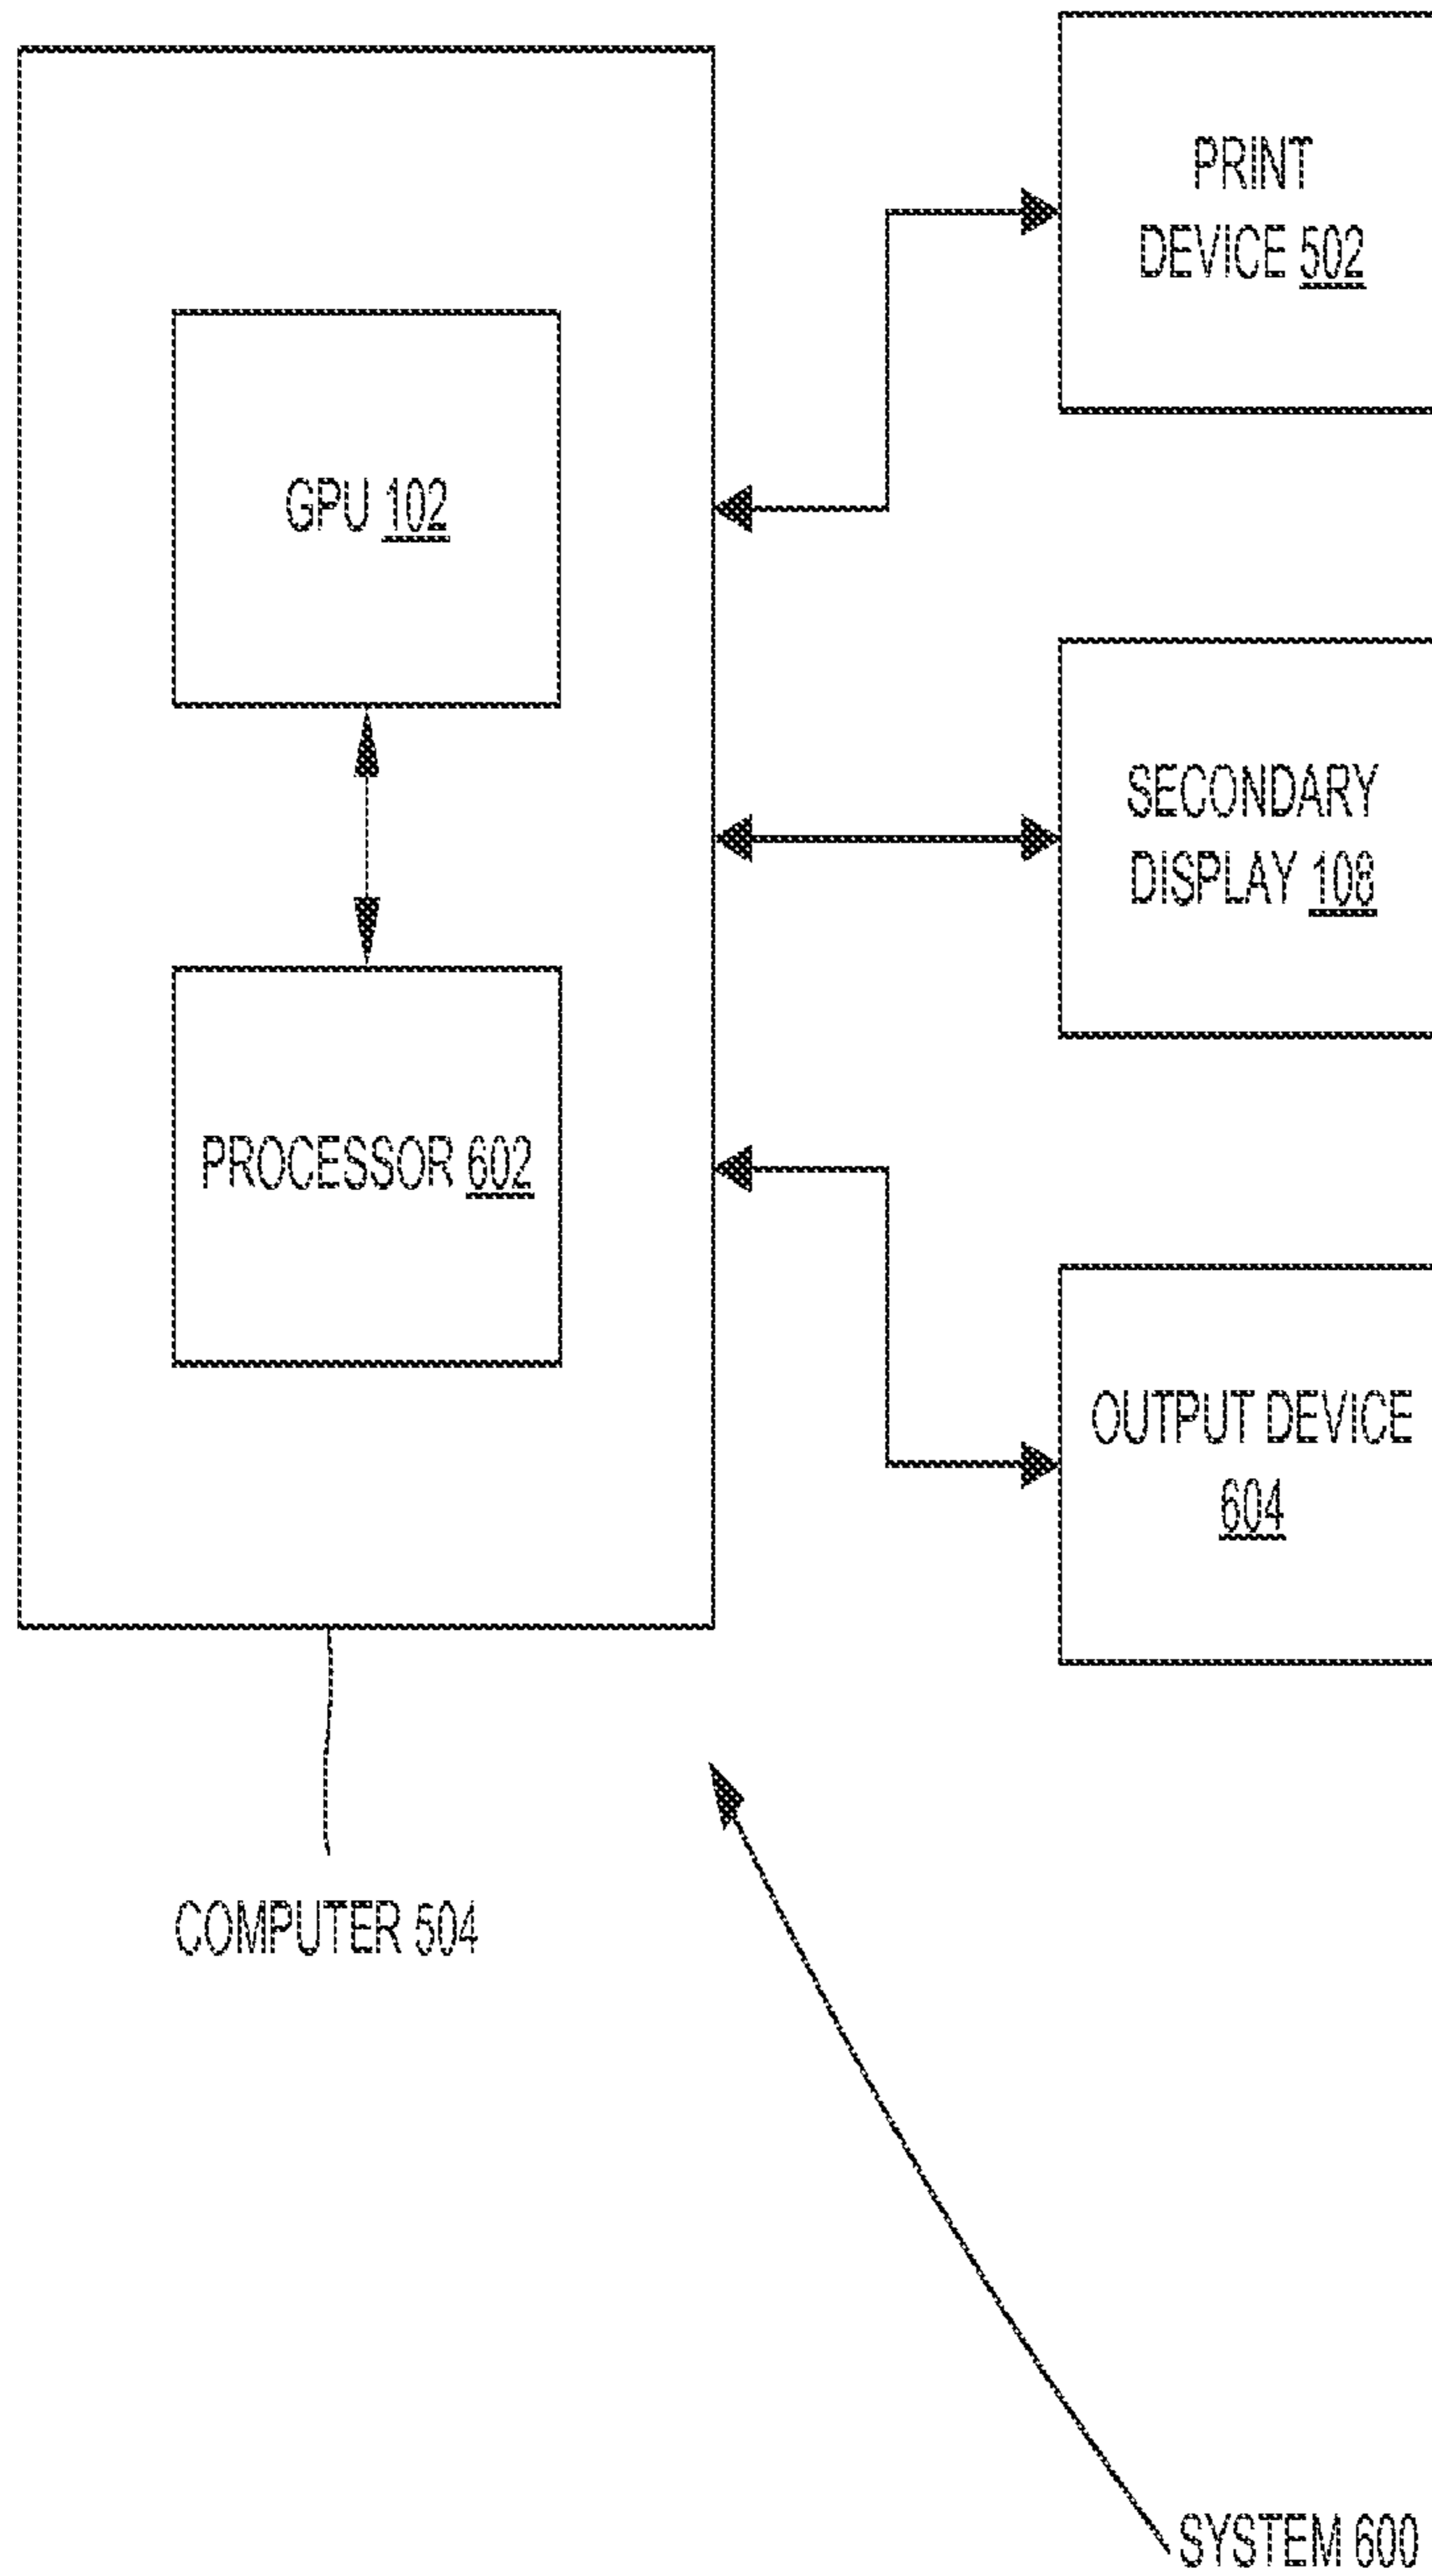 PRINT
DEVICE 502
GPU 102
SECONDARY
DISPLAY 108
PROCESSOR 602
OUTPUT DEVICE
604
COMPUTER 504
SYSTEM 600